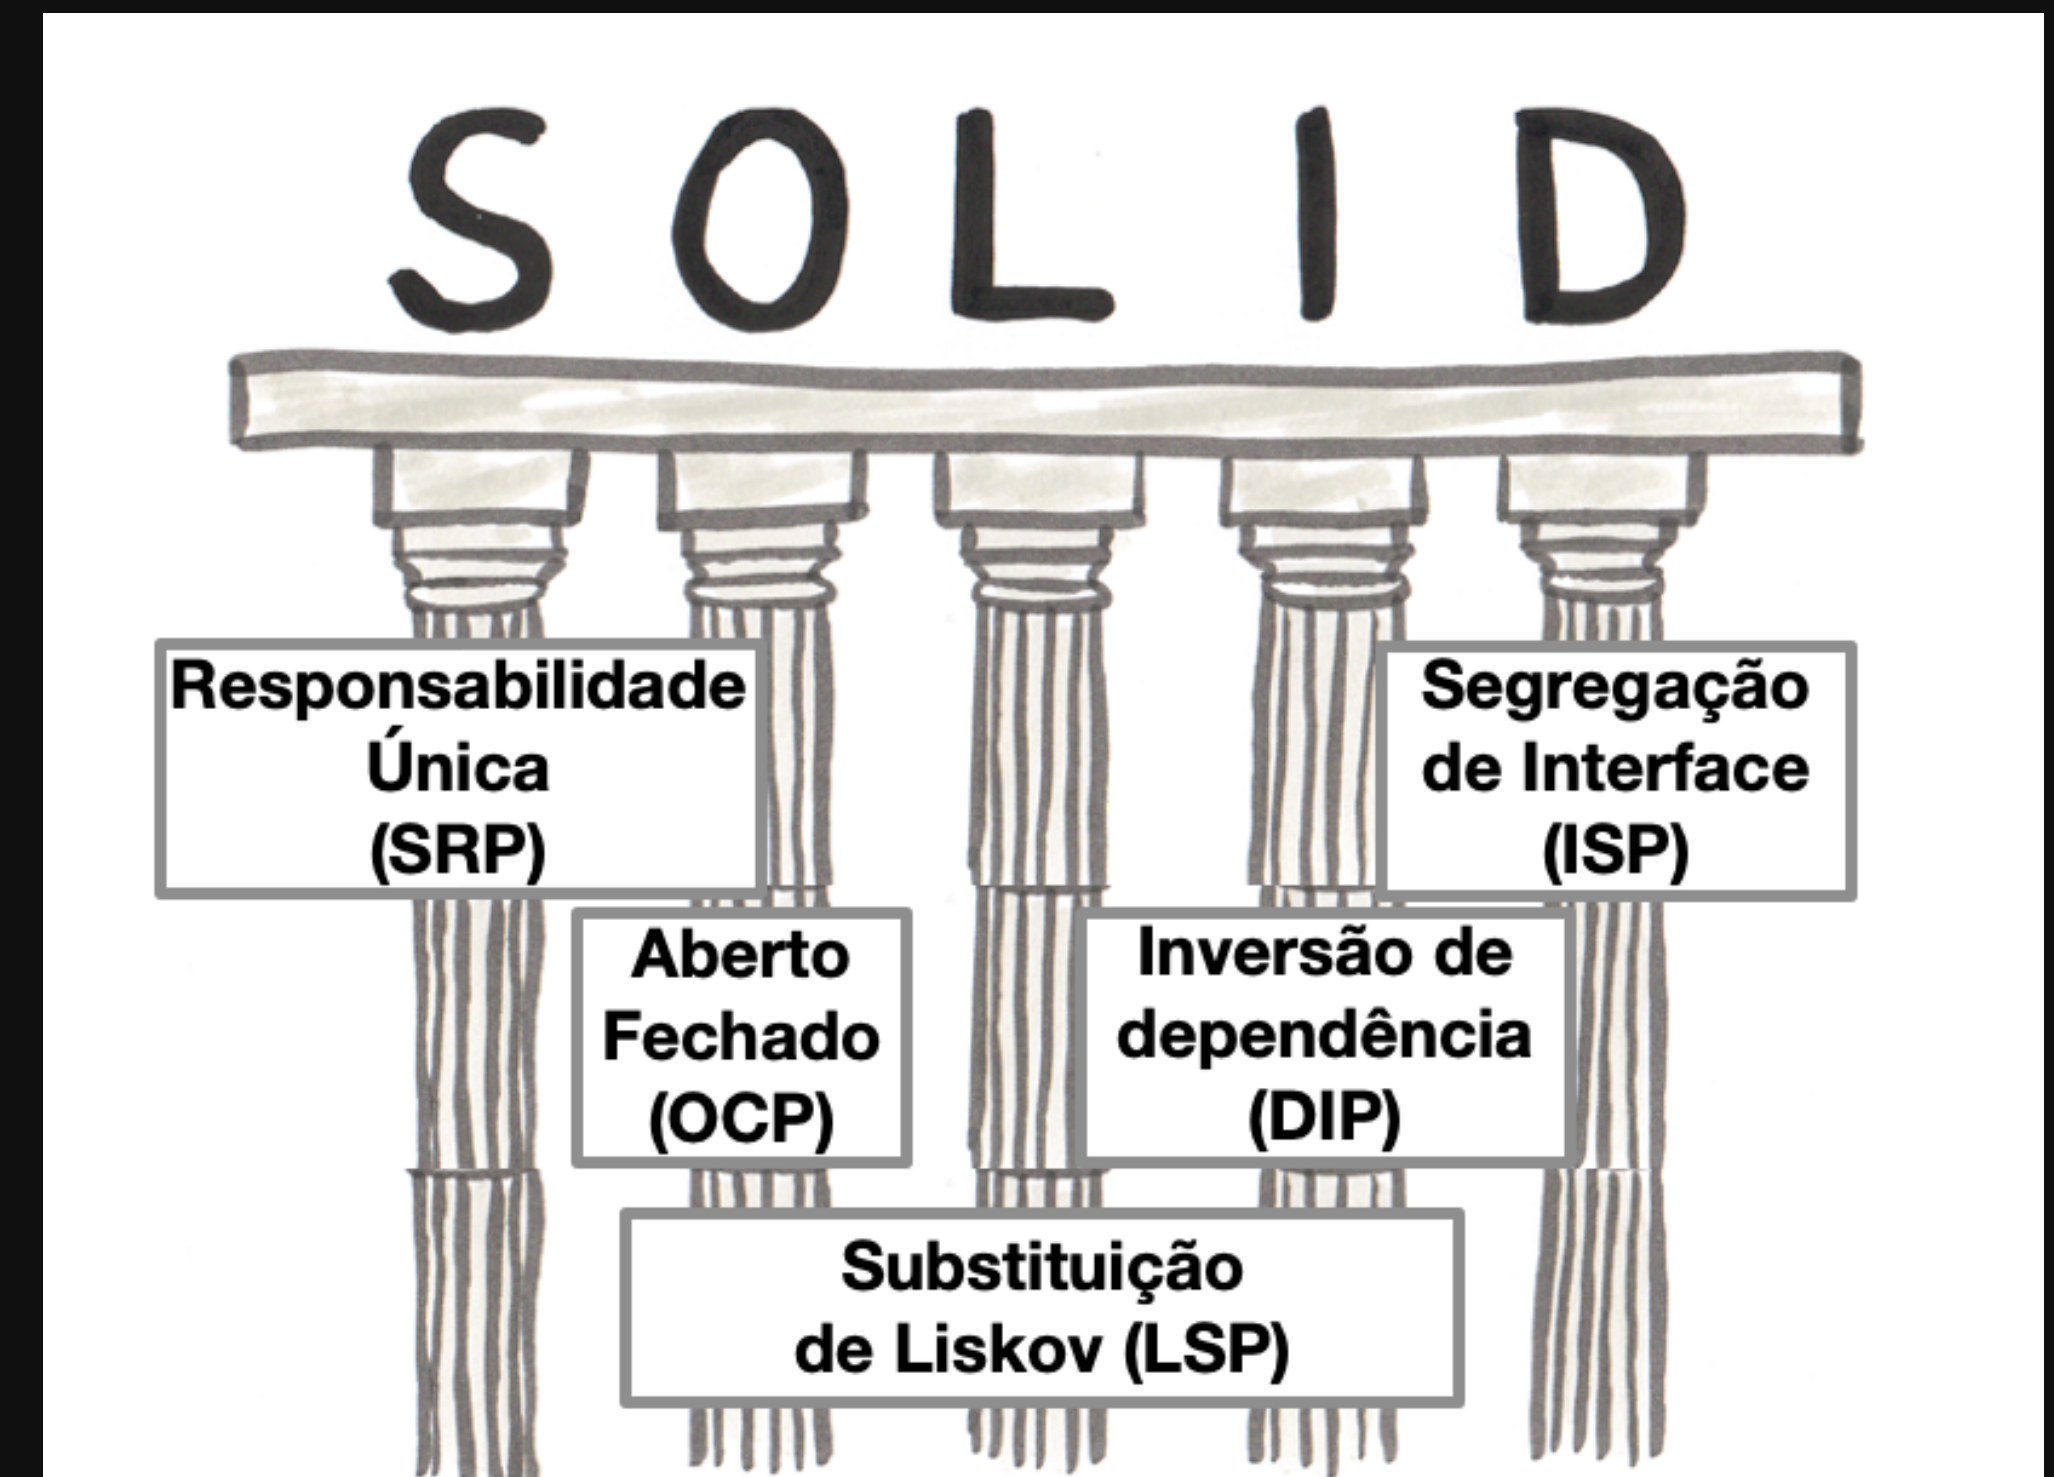 SOLID
Responsabilidade
Única
(SRP)
Segregação
de Interface
(ISP)
Aberto
Fechado
(OCP)
Inversão de
dependência
(DIP)
Substituição
de Liskov (LSP)